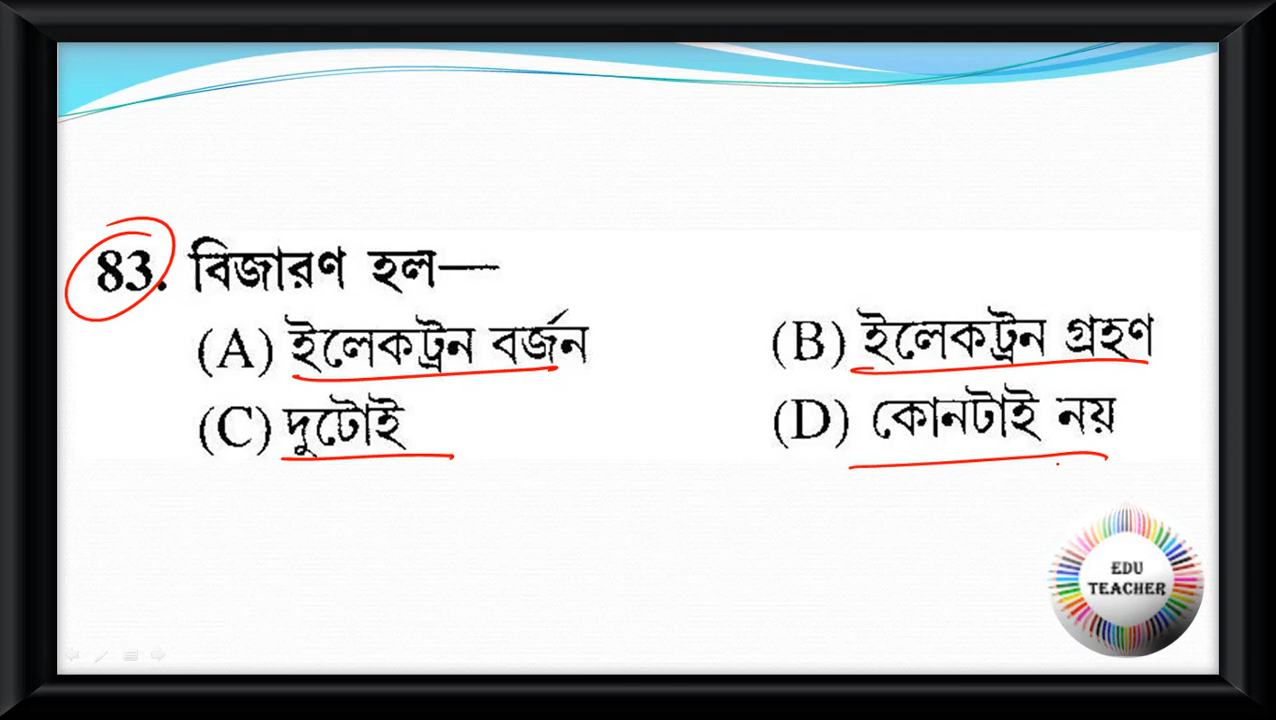 83. বিজারণ হল—
(A) ইলেকট্রন বর্জন (B) ইলেকট্রন গ্রহণ
(C) দুটোই (D) কোনটাই নয়
EDU
TEACHER